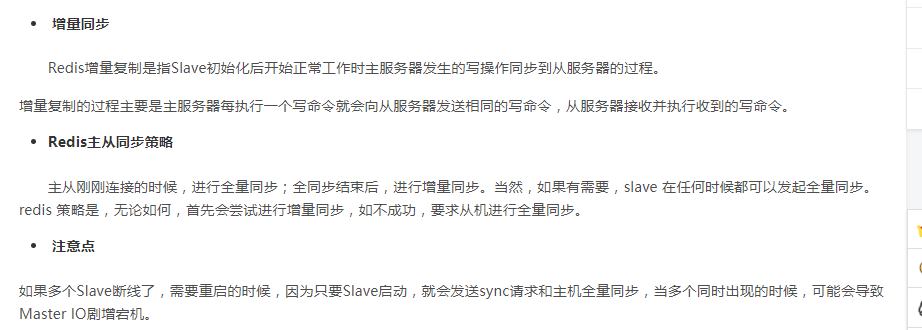 增量同步
Redis增量复制是指Slave初始化后开始正常工作时主服务器发生的写操作同步到从服务器的过程。
增量复制的过程主要是主服务器每执行一个写命令就会向从服务器发送相同的写命令，从服务器接收并执行收到的写命令。
Redis主从同步策略
主从刚刚连接的时候，进行全量同步；全同步结束后，进行增量同步。当然，如果有需要，slave 在任何时候都可以发起全量同步。
redis 策略是，无论如何，首先会尝试进行增量同步，如不成功，要求从机进行全量同步。
注意点
如果多个Slave断线了，需要重启的时候，因为只要Slave启动，就会发送sync请求和主机全量同步，当多个同时出现的时候，可能会导致
Master IO剧增宕机。